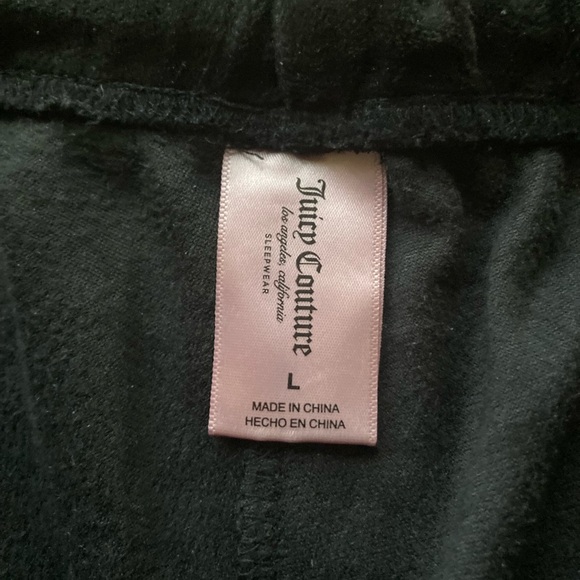 Juicy Couture
los angeles, california
SLEEPWEAR
L
MADE IN CHINA
HECHO EN CHINA